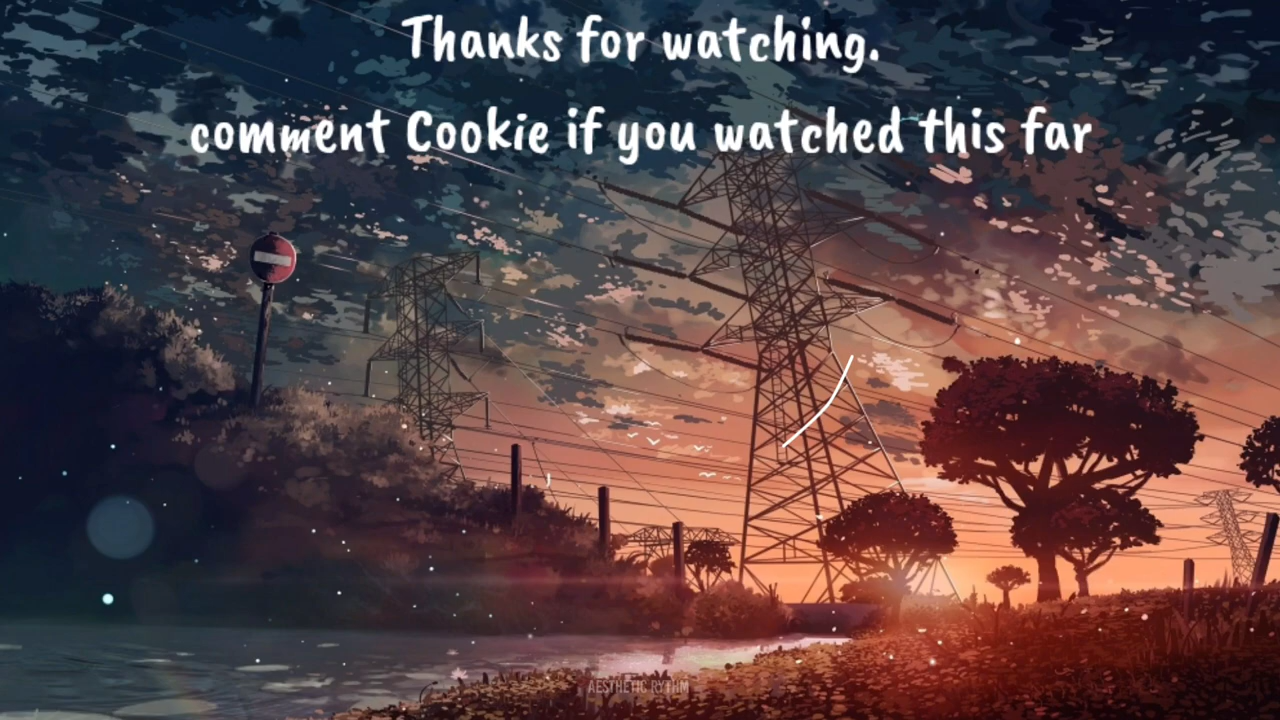 Thanks for watching.
comment Cookie if you watched this far
AESTHETIC RYTHM